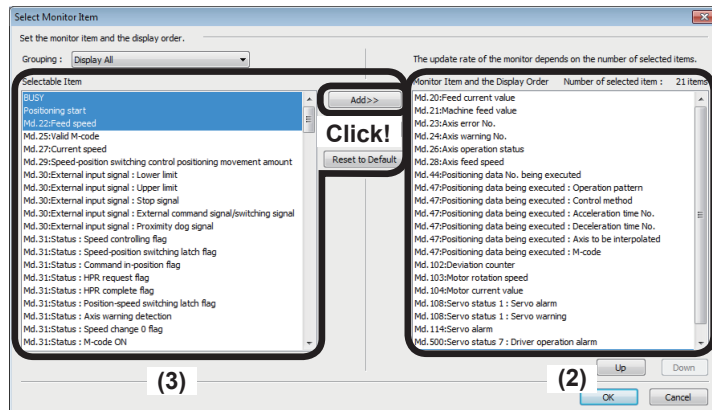 Select Monitor Item
Set the monitor item and the display order.
Grouping :
Display All
The update rate of the monitor depends on the number of selected items.
Selectable Item
BUSY
Positioning start
Md.22:Feed speed
Md.25:Valid M-code
Md.27:Current speed
Md.29:Speed-position switching control positioning movement amount
Md.30:External input signal : Lower limit
Md.30:External input signal : Upper limit
Md.30:External input signal : Stop signal
Md.30:External input signal : External command signal/switching signal
Md.30:External input signal : Proximity dog signal
Md.31:Status : Speed controlling flag
Md.31:Status : Speed-position switching latch flag
Md.31:Status : Command in-position flag
Md.31:Status : HPR request flag
Md.31:Status : HPR complete flag
Md.31:Status : Position-speed switching latch flag
Md.31:Status : Axis warning detection
Md.31:Status : Speed change 0 flag
Md.31:Status : M-code ON
(3)
Add>>
Click!
Reset to Default
Monitor Item and the Display Order
Number of selected item :
21 items
Md.20:Feed current value
Md.21:Machine feed value
Md.23:Axis error No.
Md.24:Axis warning No.
Md.26:Axis operation status
Md.28:Axis feed speed
Md.44:Positioning data No. being executed
Md.47:Positioning data being executed : Operation pattern
Md.47:Positioning data being executed : Control method
Md.47:Positioning data being executed : Acceleration time No.
Md.47:Positioning data being executed : Deceleration time No.
Md.47:Positioning data being executed : Axis to be interpolated
Md.47:Positioning data being executed : M-code
Md.102:Deviation counter
Md.103:Motor rotation speed
Md.104:Motor current value
Md.108:Servo status 1 : Servo alarm
Md.108:Servo status 1 : Servo warning
Md.114:Servo alarm
Md.500:Servo status 7 : Driver operation alarm
(2)
Up
Down
OK
Cancel